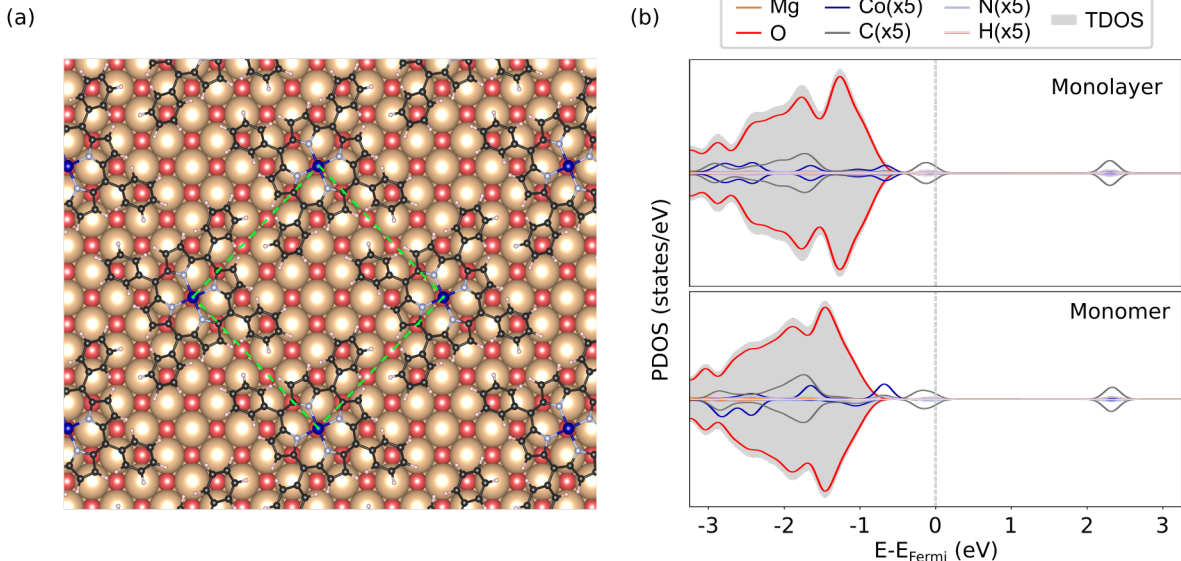 (a)
(b)
Mg Co(x5) N(x5)
O C(x5) H(x5) TDOS
Monolayer
Monomer
PDOS (states/eV)
-3 -2 -1 0 1 2 3
E-E_Fermi (eV)